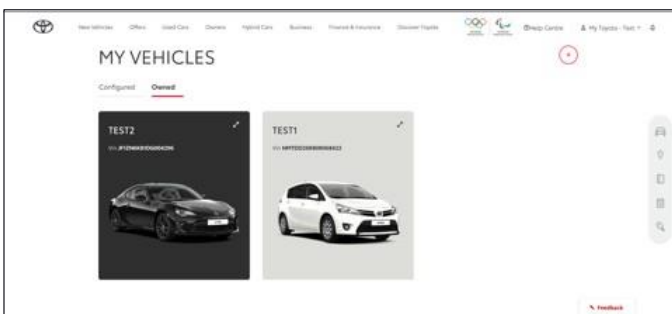 New Vehicles Offers Used Cars Owners Hybrid Cars Business Finance & Insurance Discover Toyota Help Centre My Toyota - Test
MY VEHICLES
Configured Owned
TEST2 TEST1
VIN
Feedback